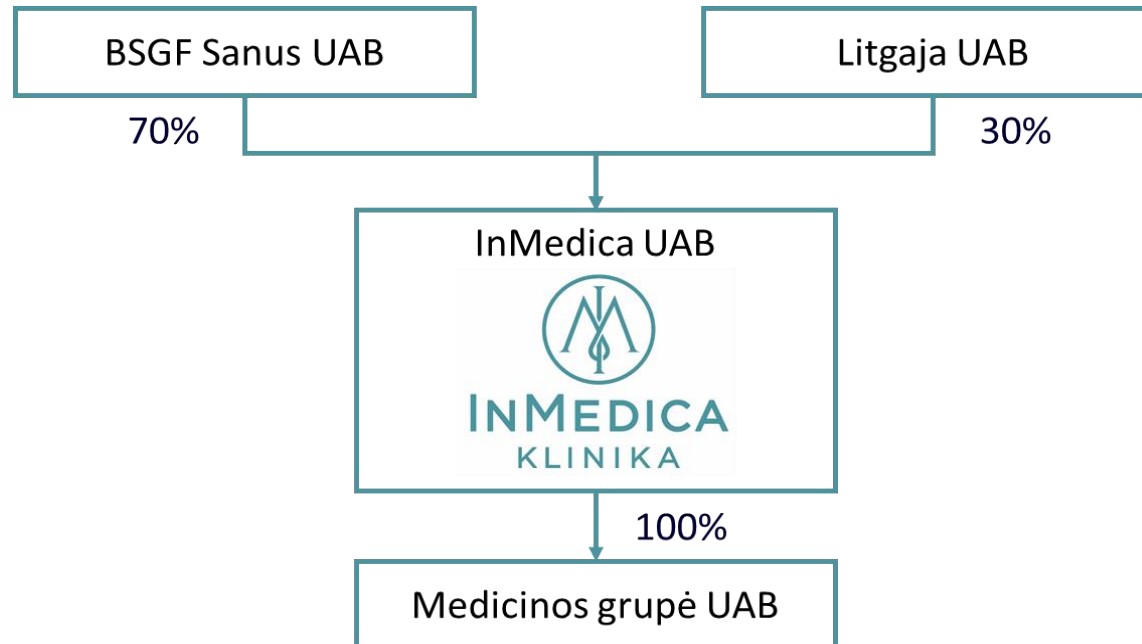 BSGF Sanus UAB
Litgaja UAB
70%
30%
InMedica UAB
INMEDICA
KLINIKA
100%
Medicinos grupė UAB